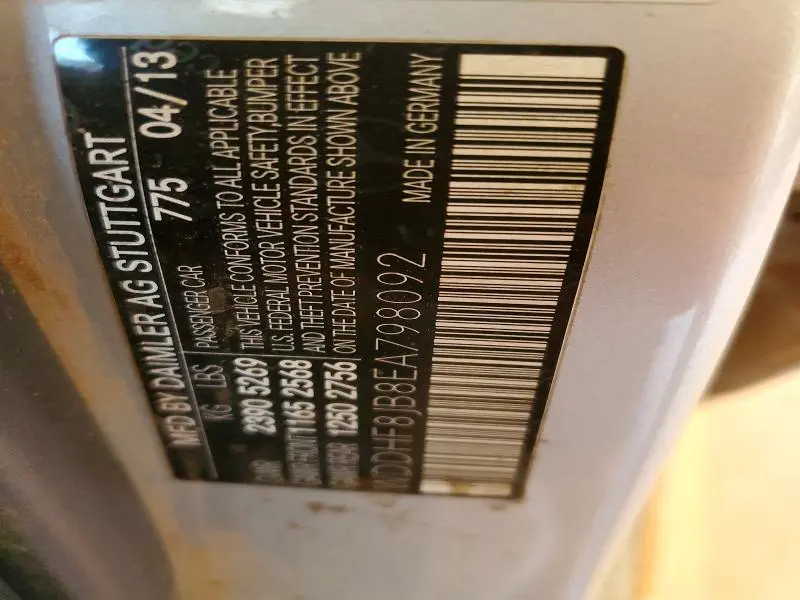 MFD BY DAIMLER AG STUTTGART
775 04/13
KG LBS PASSENGER CAR
2390 5269 THIS VEHICLE CONFORMS TO ALL APPLICABLE
U.S. FEDERAL MOTOR VEHICLE SAFETY,BUMPER
1165 2568 AND THEFT PREVENTION STANDARDS IN EFFECT
1250 2756 ON THE DATE OF MANUFACTURE SHOWN ABOVE
WDDHF8JB8EA798092 MADE IN GERMANY